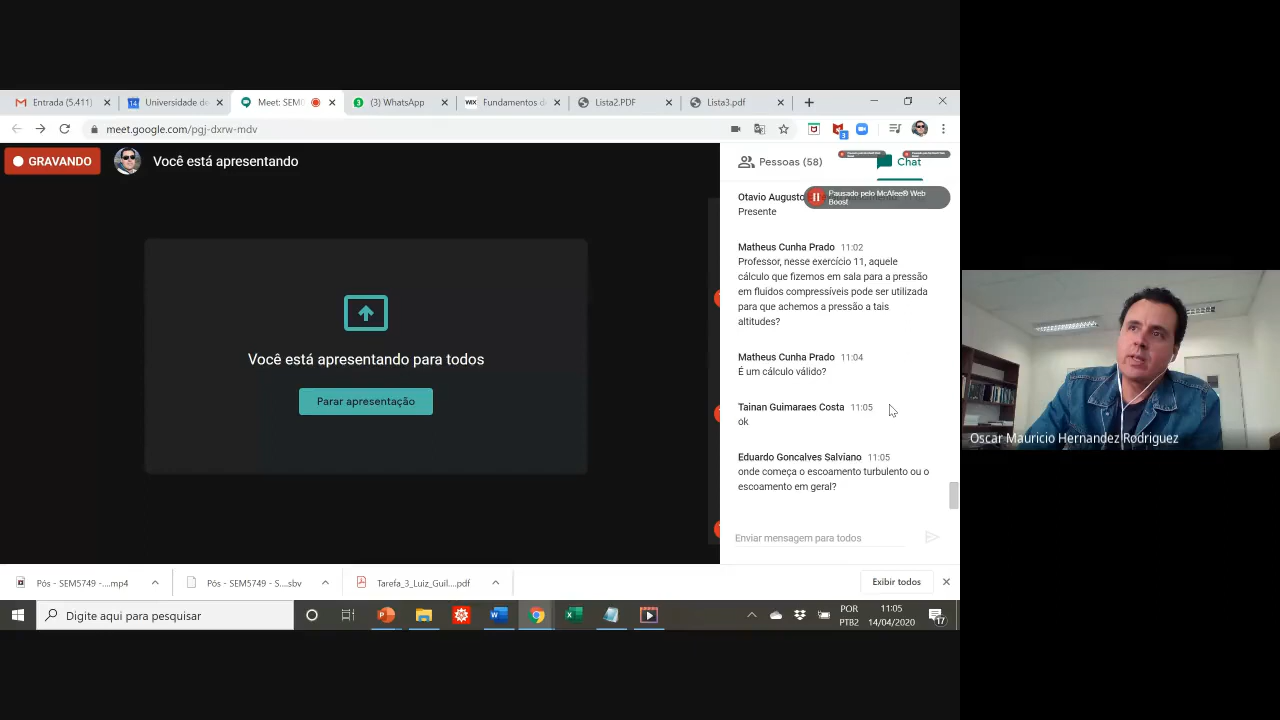 Entrada (5.411)
Universidade de
Meet: SEM0
(3) WhatsApp
WIX
Fundamentos d
Lista2.PDF
Lista3.pdf
meet.google.com/pgj-dxrw-mdv
3
GRAVANDO
Você está apresentando
Pessoas (58)
Chat
Otavio Augusto
Pausado pelo McAfee® Web
Boost
Presente
Matheus Cunha Prado 11:02
Professor, nesse exercício 11, aquele
cálculo que fizemos em sala para a pressão
em fluidos compressíveis pode ser utilizada
para que achemos a pressão a tais
altitudes?
Você está apresentando para todos
Parar apresentação
Matheus Cunha Prado 11:04
É um cálculo válido?
Tainan Guimaraes Costa 11:05
ok
Eduardo Goncalves Salviano 11:05
onde começa o escoamento turbulento ou o
escoamento em geral?
Enviar mensagem para todos
Oscar Mauricio Hernandez Rodriguez
Pós - SEM5749 -....mp4
Pós - SEM5749 - S....sbv
Tarefa_3_Luiz_Guil....pdf
Exibir todos
Digite aqui para pesquisar
POR
PTB2
11:05
14/04/2020
17